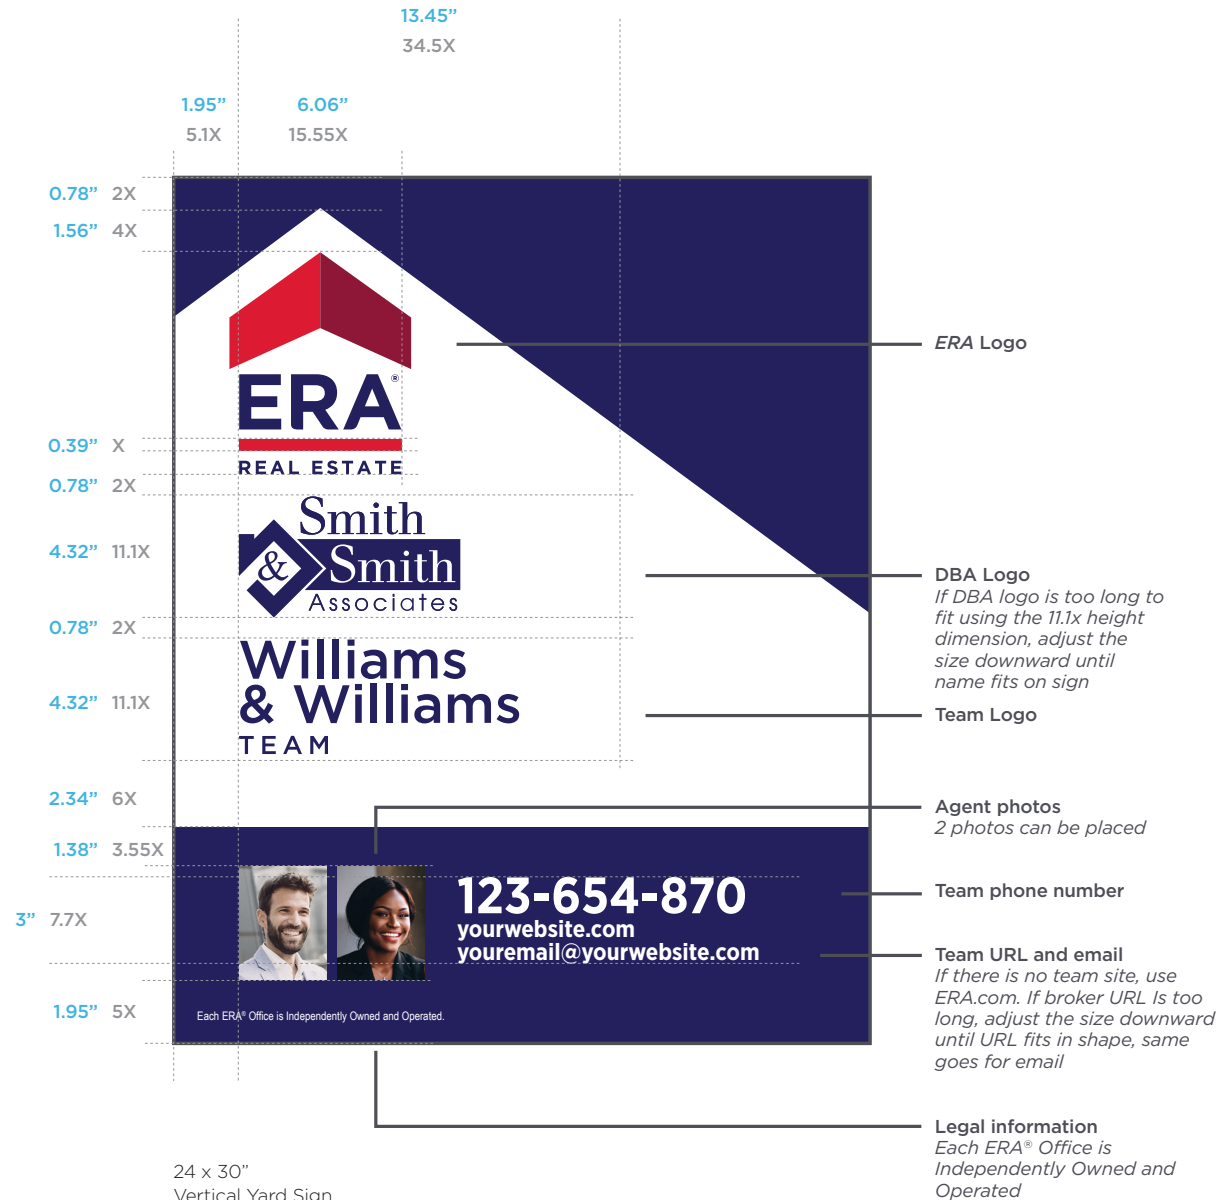 13.45”
34.5X
1.95” 6.06”
5.1X 15.55X
0.78” 2X
1.56” 4X
ERA Logo
ERA®
0.39” X
REAL ESTATE
0.78” 2X
Smith
4.32” 11.1X
& Smith
Associates
DBA Logo
If DBA logo is too long to
fit using the 11.1x height
dimension, adjust the
size downward until
name fits on sign
0.78” 2X
Williams
& Williams
TEAM
4.32” 11.1X
Team Logo
2.34” 6X
Agent photos
2 photos can be placed
1.38” 3.55X
123-654-870
yourwebsite.com
youremail@yourwebsite.com
Team phone number
3” 7.7X
Team URL and email
If there is no team site, use
ERA.com. If broker URL Is too
long, adjust the size downward
until URL fits in shape, same
goes for email
1.95” 5X
Each ERA® Office is Independently Owned and Operated.
Legal information
Each ERA® Office is
Independently Owned and
Operated
24 x 30”
Vertical Yard Sign